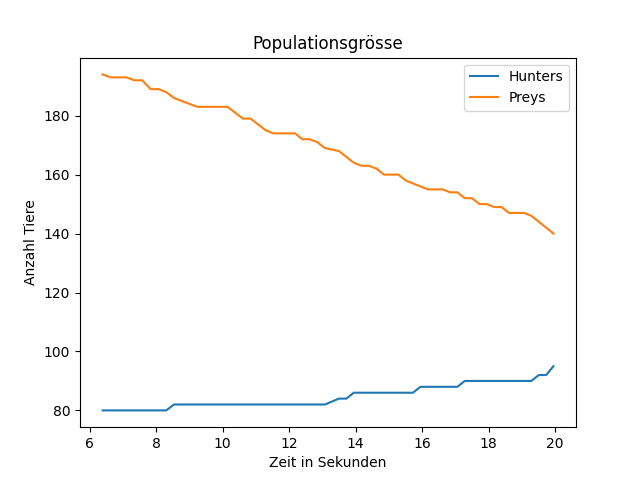 Populationsgrösse
Hunters
Preys
Anzahl Tiere
180
160
140
120
100
80
6 8 10 12 14 16 18 20
Zeit in Sekunden